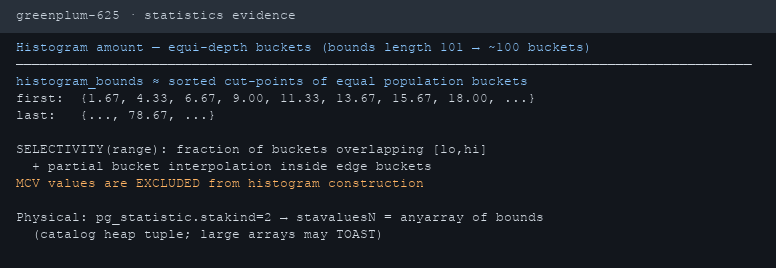 greenplum-625 · statistics evidence
Histogram amount — equi-depth buckets (bounds length 101 → ~100 buckets)
histogram_bounds ≈ sorted cut-points of equal population buckets
first:  {1.67, 4.33, 6.67, 9.00, 11.33, 13.67, 15.67, 18.00, ...}
last:   {..., 78.67, ...}
SELECTIVITY(range): fraction of buckets overlapping [lo,hi]
  + partial bucket interpolation inside edge buckets
MCV values are EXCLUDED from histogram construction
Physical: pg_statistic.stakind=2 → stavaluesN = anyarray of bounds
  (catalog heap tuple; large arrays may TOAST)